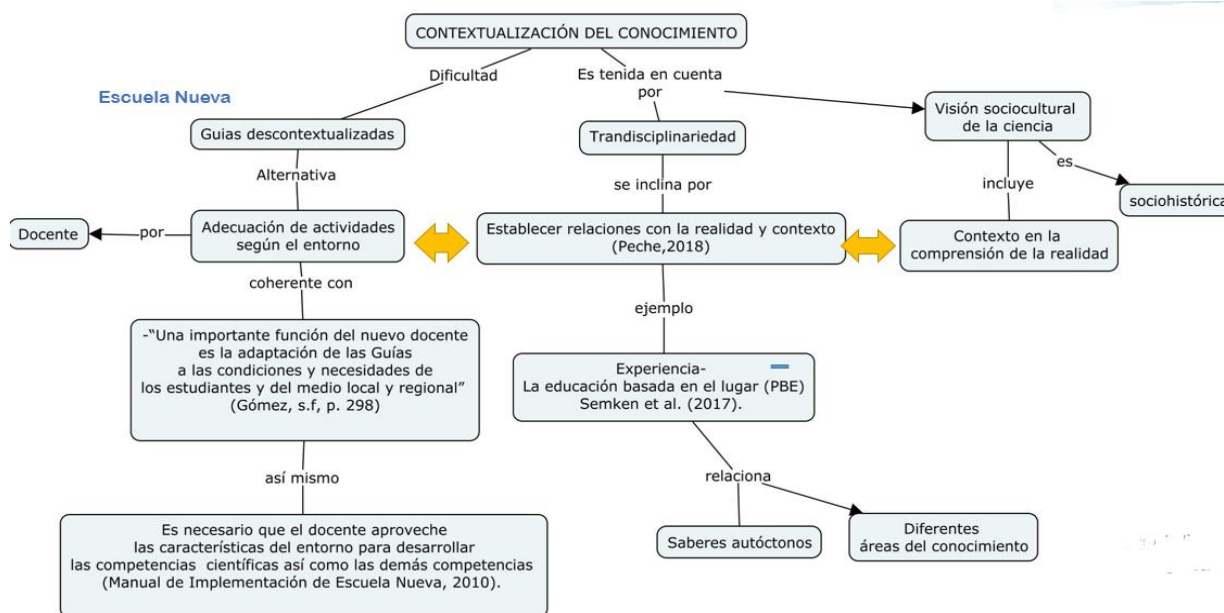 CONTEXTUALIZACIÓN DEL CONOCIMIENTO
Dificultad
Es tenida en cuenta
por
Escuela Nueva
Guias descontextualizadas
Trandisciplinariedad
Visión sociocultural
de la ciencia
Alternativa
se inclina por
incluye
es
sociohistórica
Docente
por
Adecuación de actividades
según el entorno
Establecer relaciones con la realidad y contexto
(Peche,2018)
Contexto en la
comprensión de la realidad
coherente con
ejemplo
-“Una importante función del nuevo docente
es la adaptación de las Guías
a las condiciones y necesidades de
los estudiantes y del medio local y regional”
(Gómez, s.f, p. 298)
Experiencia-
La educación basada en el lugar (PBE)
Semken et al. (2017).
así mismo
relaciona
Es necesario que el docente aproveche
las características del entorno para desarrollar
las competencias científicas así como las demás competencias
(Manual de Implementación de Escuela Nueva, 2010).
Saberes autóctonos
Diferentes
áreas del conocimiento